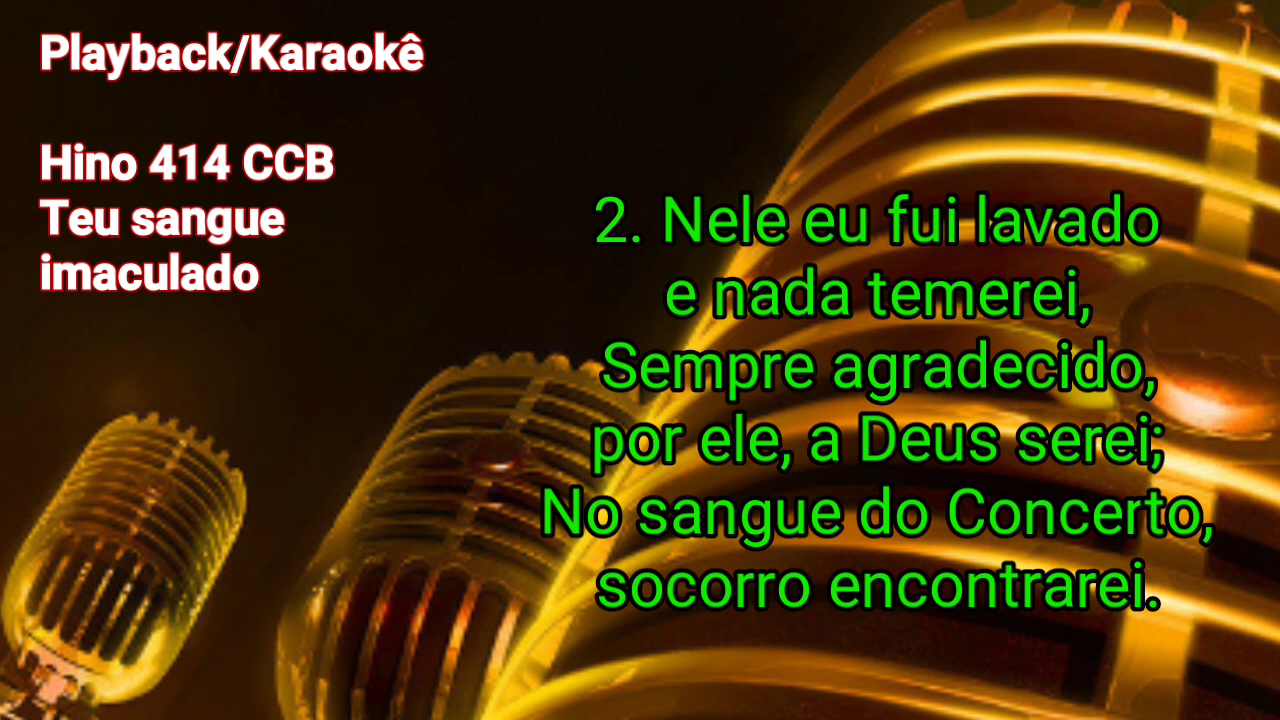 Playback/Karaokê
Hino 414 CCB
Teu sangue
imaculado
2. Nele eu fui lavado
e nada temerei,
Sempre agradecido,
por ele, a Deus serei;
No sangue do Concerto,
socorro encontrarei.